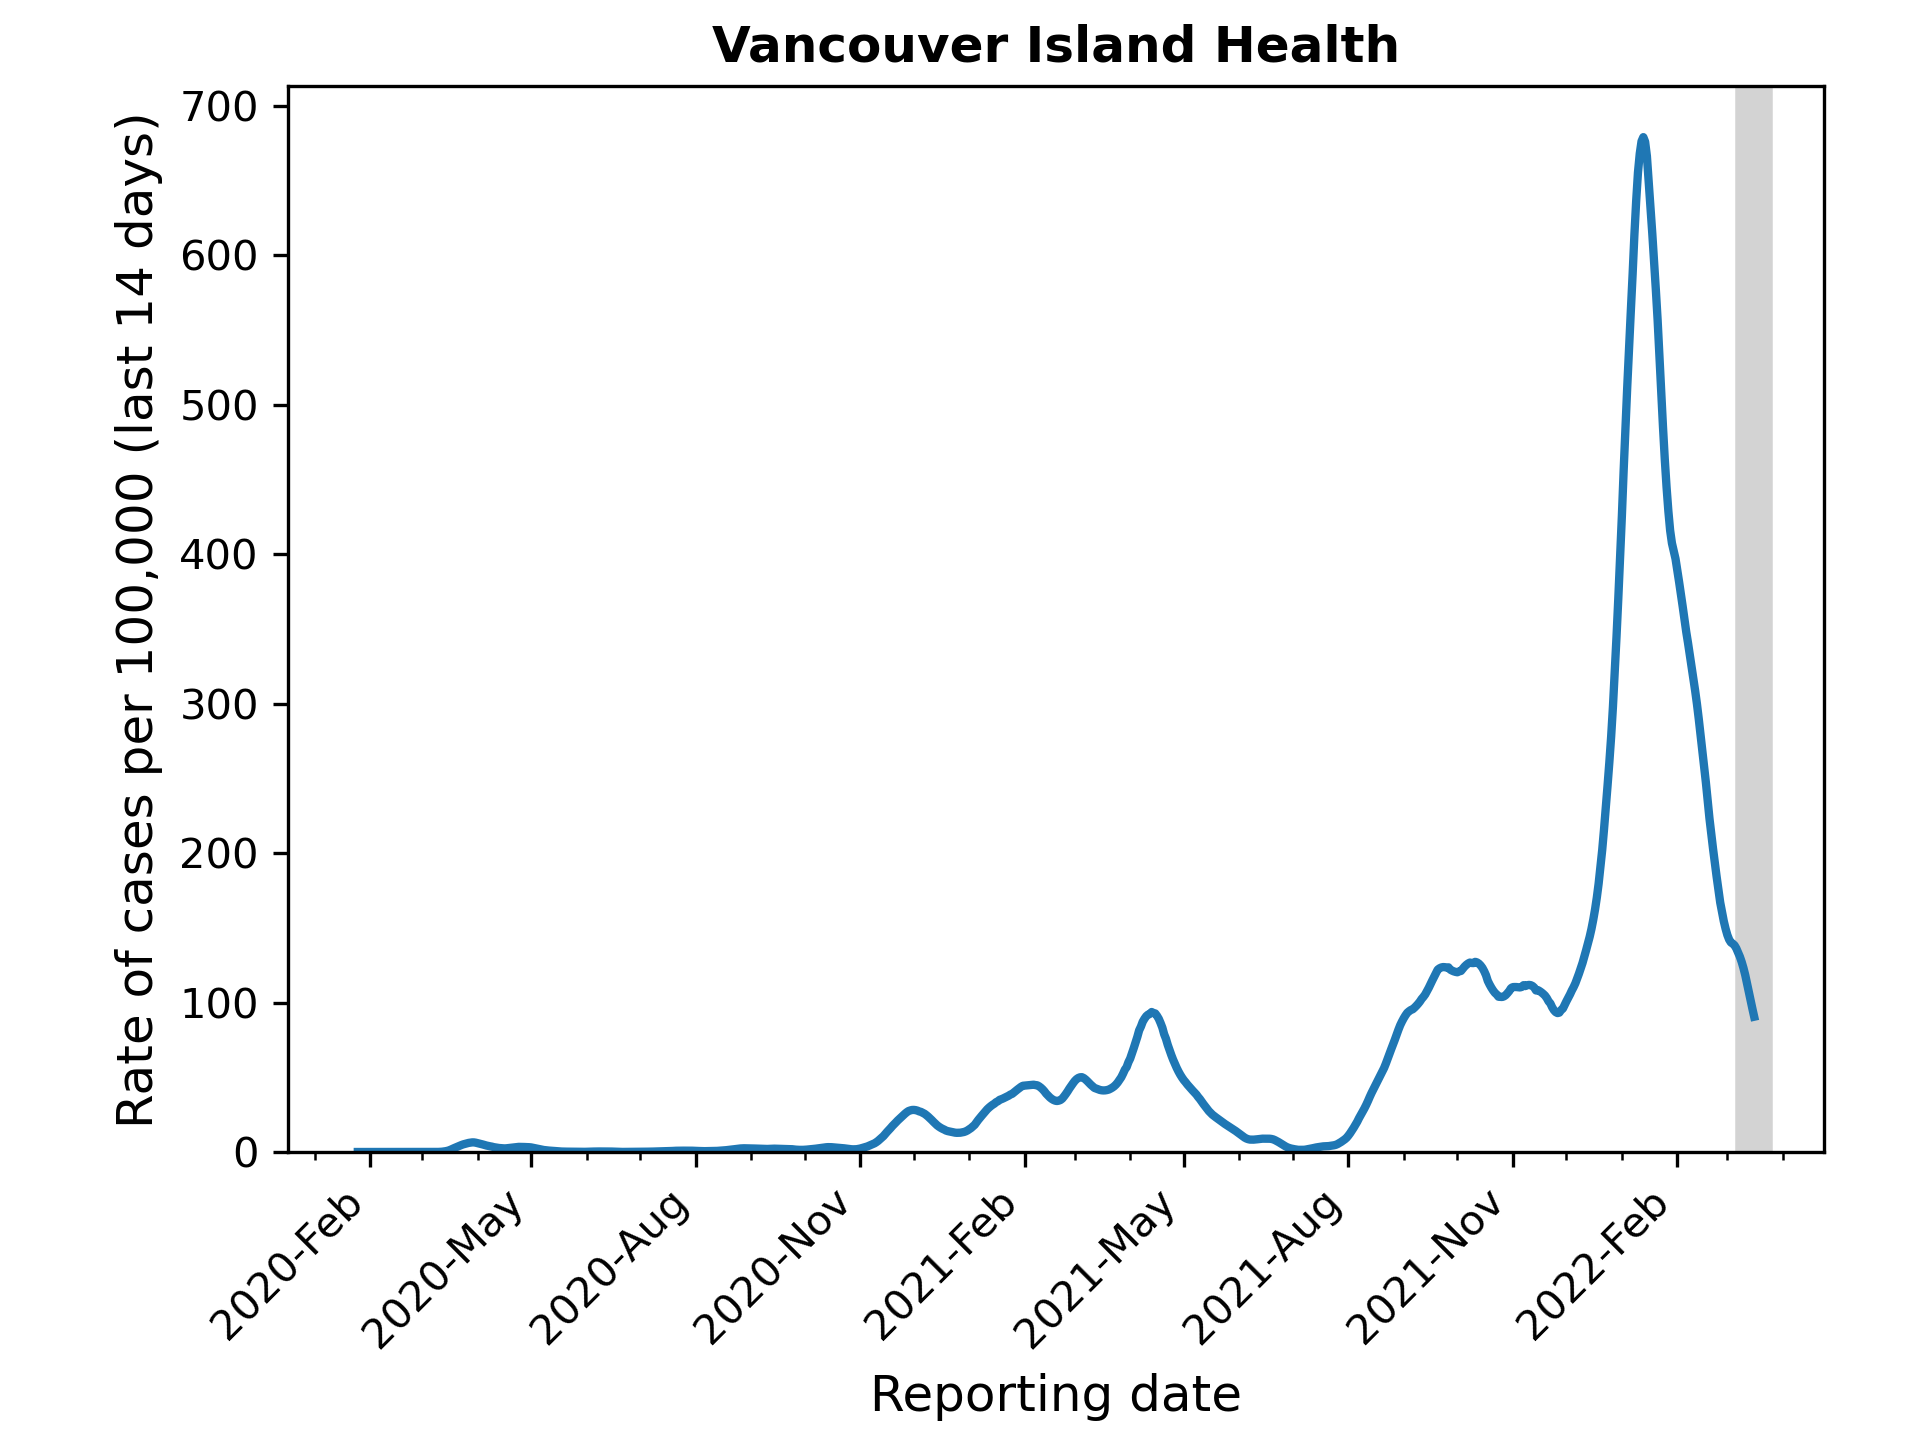 Vancouver Island Health
Rate of cases per 100,000 (last 14 days)
700
600
500
400
300
200
100
0
2020-Feb
2020-May
2020-Aug
2020-Nov
2021-Feb
2021-May
2021-Aug
2021-Nov
2022-Feb
Reporting date